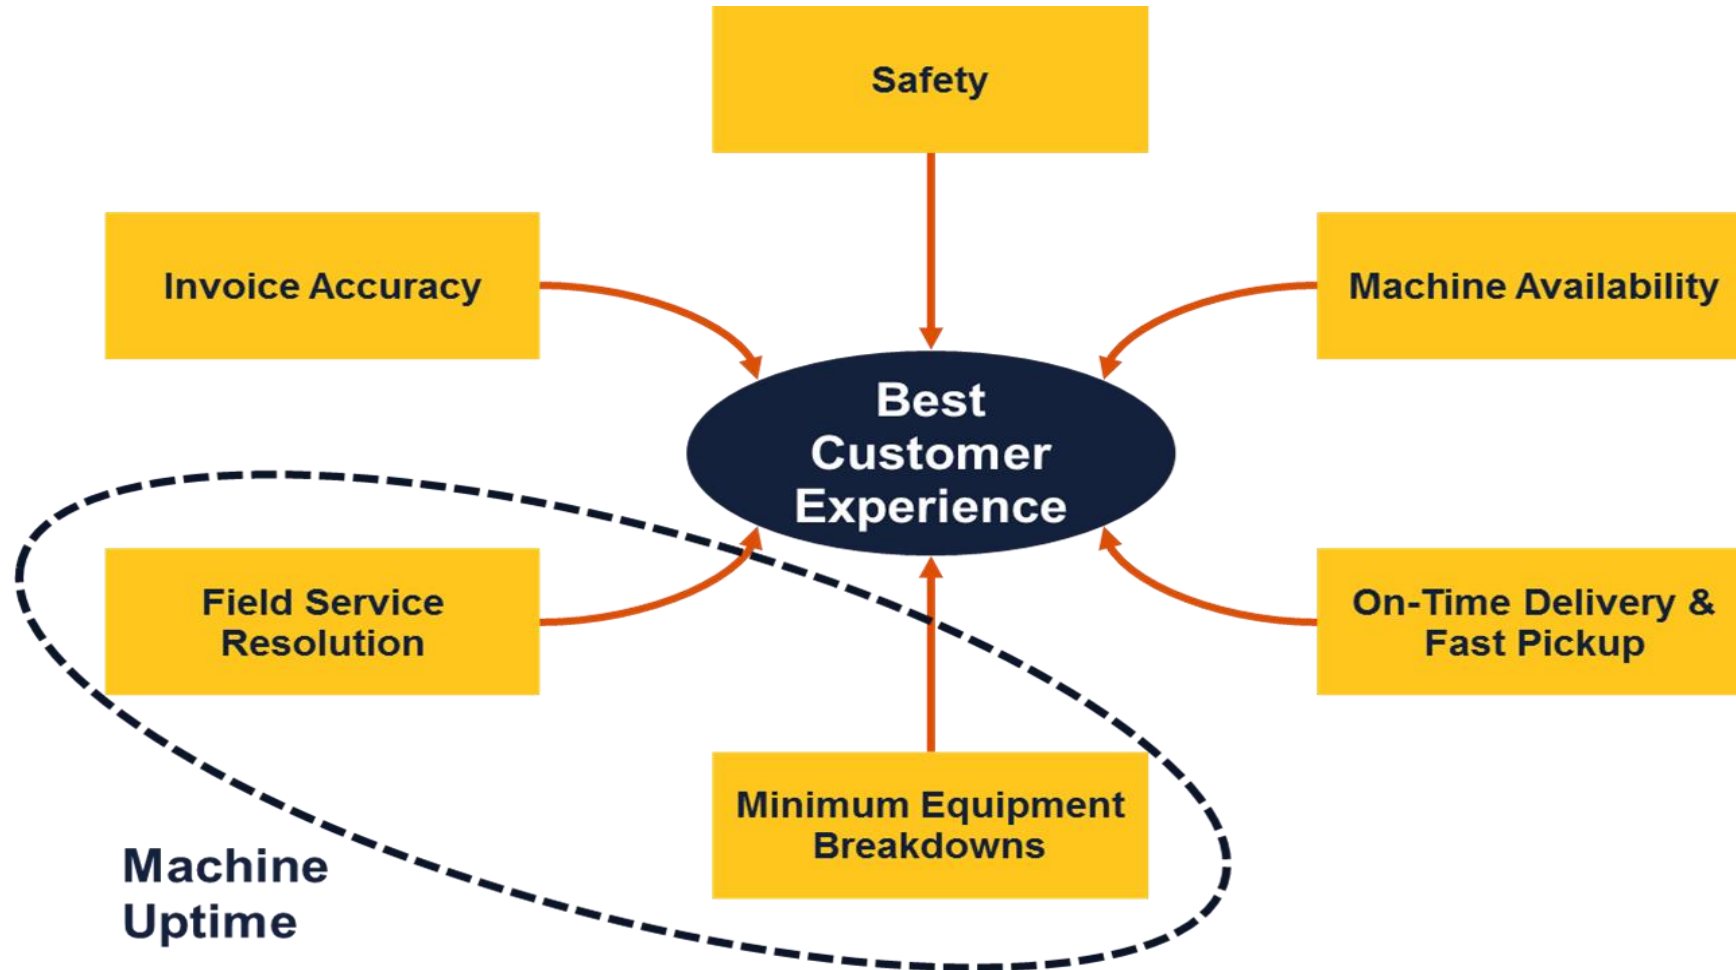 Safety
Invoice Accuracy
Machine Availability
Best
Customer
Experience
Field Service
Resolution
On-Time Delivery &
Fast Pickup
Minimum Equipment
Breakdowns
Machine
Uptime